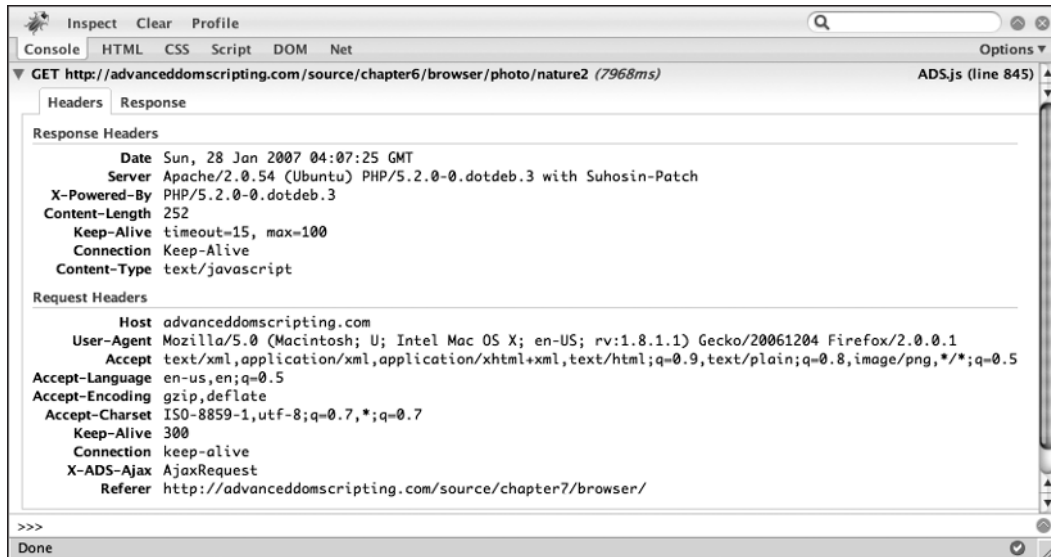 Inspect Clear Profile
Console HTML CSS Script DOM Net Options
GET http://advanceddomscripting.com/source/chapter6/browser/photo/nature2 (7968ms) ADS.js (line 845)
Headers Response
Response Headers
Date Sun, 28 Jan 2007 04:07:25 GMT
Server Apache/2.0.54 (Ubuntu) PHP/5.2.0-0.dotdeb.3 with Suhosin-Patch
X-Powered-By PHP/5.2.0-0.dotdeb.3
Content-Length 252
Keep-Alive timeout=15, max=100
Connection Keep-Alive
Content-Type text/javascript
Request Headers
Host advanceddomscripting.com
User-Agent Mozilla/5.0 (Macintosh; U; Intel Mac OS X; en-US; rv:1.8.1.1) Gecko/20061204 Firefox/2.0.0.1
Accept text/xml,application/xml,application/xhtml+xml,text/html;q=0.9,text/plain;q=0.8,image/png,*/*;q=0.5
Accept-Language en-us,en;q=0.5
Accept-Encoding gzip,deflate
Accept-Charset ISO-8859-1,utf-8;q=0.7,*;q=0.7
Keep-Alive 300
Connection keep-alive
X-ADS-Ajax AjaxRequest
Referer http://advanceddomscripting.com/source/chapter7/browser/
>>>
Done